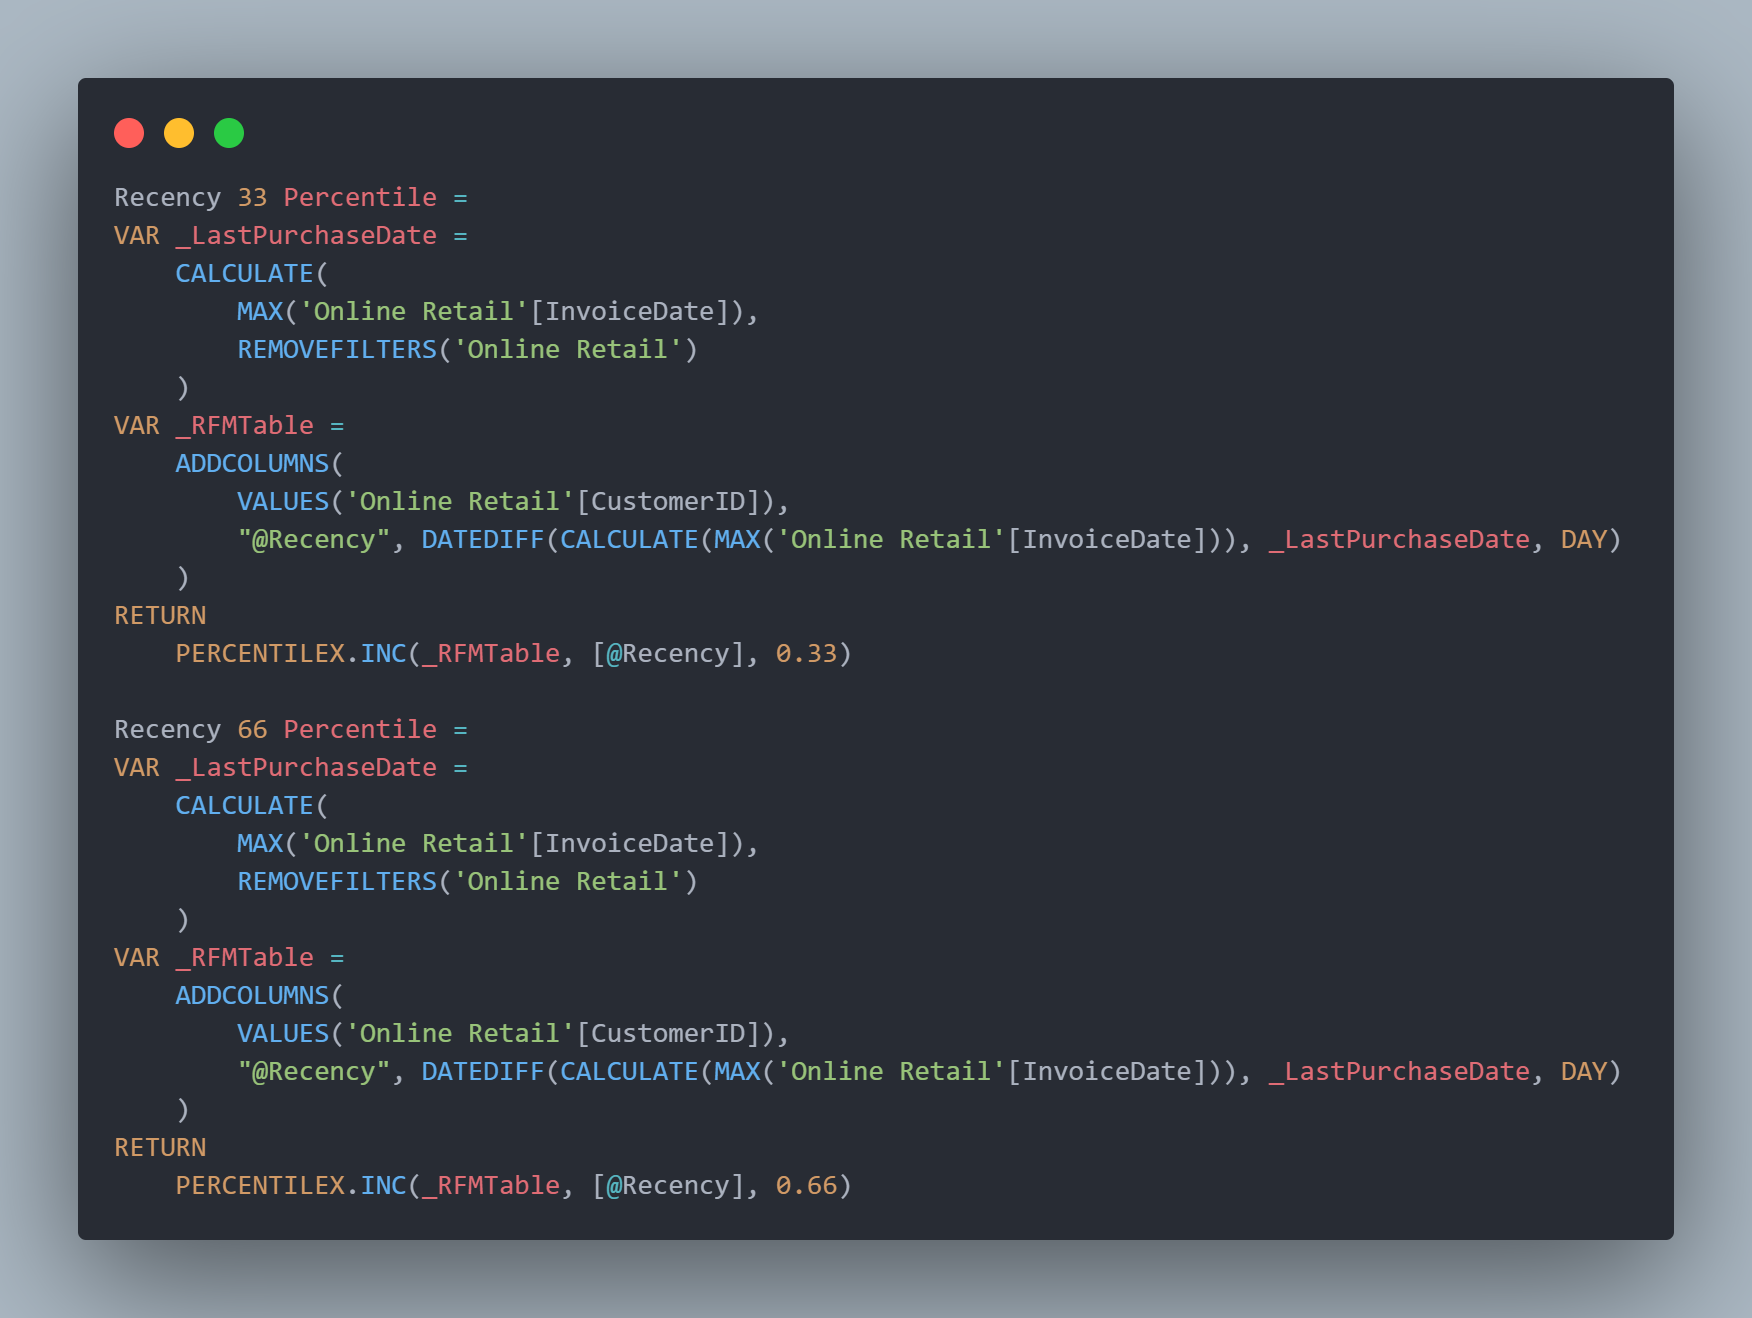 Recency 33 Percentile =
VAR _LastPurchaseDate =
    CALCULATE(
        MAX('Online Retail'[InvoiceDate]),
        REMOVEFILTERS('Online Retail')
    )
VAR _RFMTable =
    ADDCOLUMNS(
        VALUES('Online Retail'[CustomerID]),
        "@Recency", DATEDIFF(CALCULATE(MAX('Online Retail'[InvoiceDate])), _LastPurchaseDate, DAY)
    )
RETURN
    PERCENTILEX.INC(_RFMTable, [@Recency], 0.33)

Recency 66 Percentile =
VAR _LastPurchaseDate =
    CALCULATE(
        MAX('Online Retail'[InvoiceDate]),
        REMOVEFILTERS('Online Retail')
    )
VAR _RFMTable =
    ADDCOLUMNS(
        VALUES('Online Retail'[CustomerID]),
        "@Recency", DATEDIFF(CALCULATE(MAX('Online Retail'[InvoiceDate])), _LastPurchaseDate, DAY)
    )
RETURN
    PERCENTILEX.INC(_RFMTable, [@Recency], 0.66)